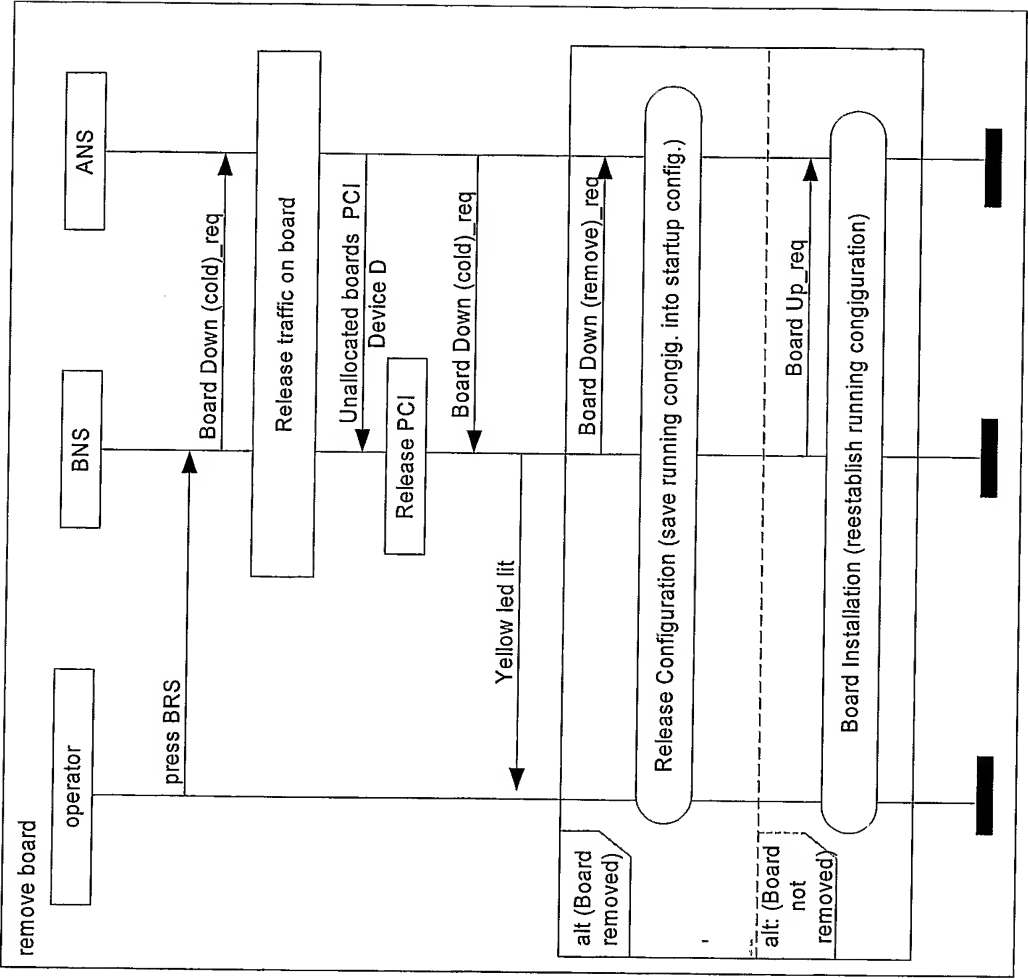 remove board
operator
BNS
ANS
press BRS
Board Down (cold)_req
Release traffic on board
Unallocated boards PCI
Device D
Release PCI
Board Down (cold)_req
Yellow led lit
alt (Board
removed)
Board Down (remove)_req
Release Configuration (save running congig. into startup config.)
alt: (Board
not
removed)
Board Up_req
Board Installation (reestablish running congiguration)